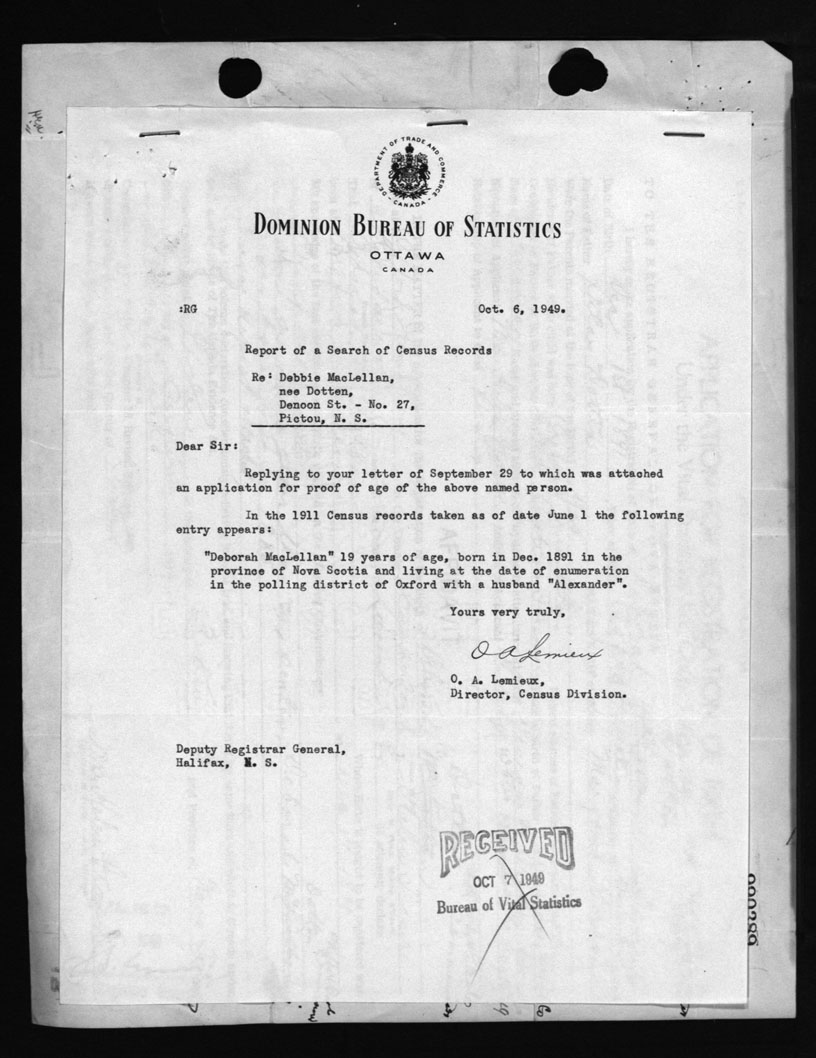 DEPARTMENT OF TRADE AND COMMERCE
- CANADA -
DOMINION BUREAU OF STATISTICS
OTTAWA
CANADA
:RG Oct. 6, 1949.
Report of a Search of Census Records
Re: Debbie MacLellan,
nee Dotten,
Denoon St. - No. 27,
Pictou, N. S.
Dear Sir:
Replying to your letter of September 29 to which was attached
an application for proof of age of the above named person.
In the 1911 Census records taken as of date June 1 the following
entry appears:
"Deborah MacLellan" 19 years of age, born in Dec. 1891 in the
province of Nova Scotia and living at the date of enumeration
in the polling district of Oxford with a husband "Alexander".
Yours very truly,
O A Lemieux
O. A. Lemieux,
Director, Census Division.
Deputy Registrar General,
Halifax, N. S.
RECEIVED
OCT 7 1949
Bureau of Vital Statistics